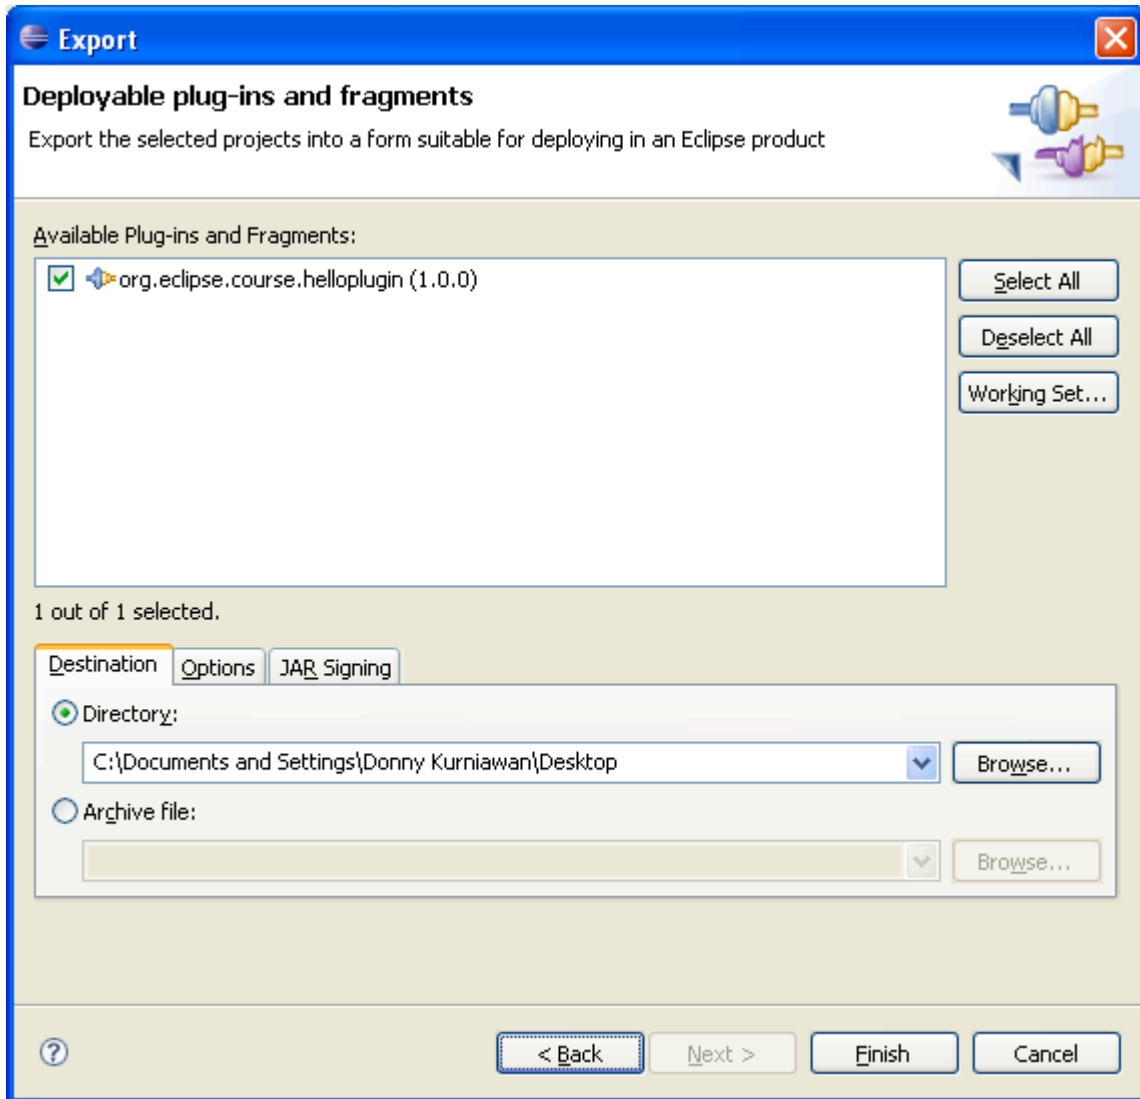 Export
Deployable plug-ins and fragments
Export the selected projects into a form suitable for deploying in an Eclipse product
Available Plug-ins and Fragments:
org.eclipse.course.helloplugin (1.0.0)
Select All
Deselect All
Working Set...
1 out of 1 selected.
Destination Options JAR Signing
Directory:
C:\Documents and Settings\Donny Kurniawan\Desktop Browse...
Archive file:
Browse...
? < Back Next > Finish Cancel